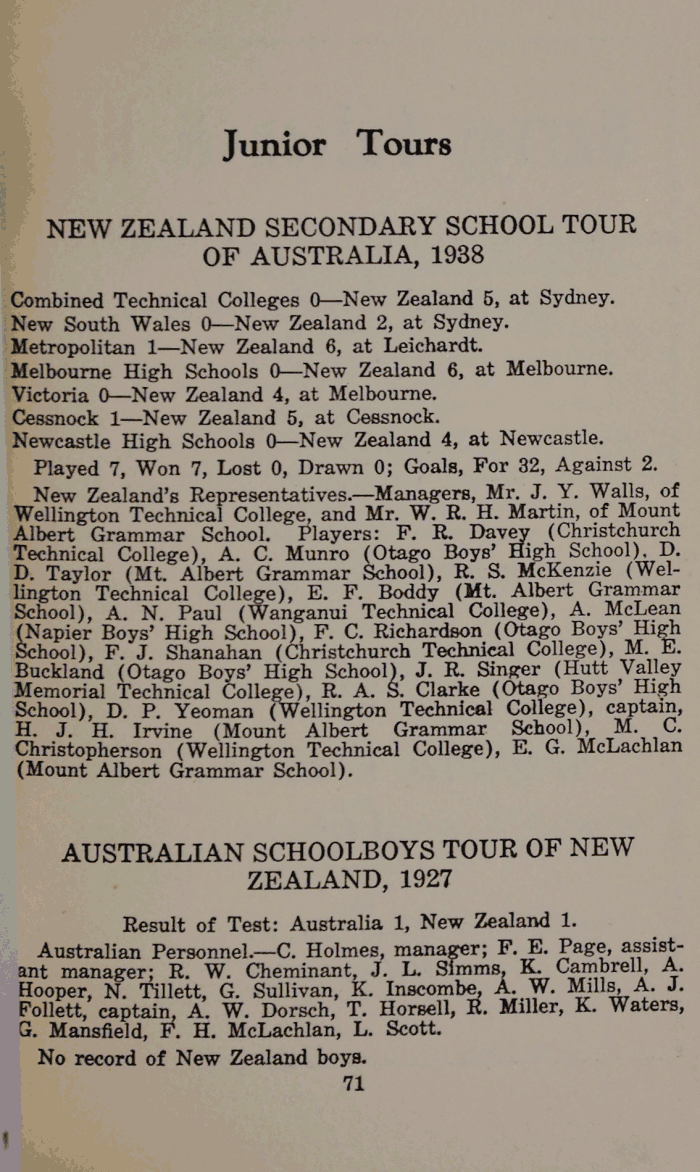 Junior Tours
NEW ZEALAND SECONDARY SCHOOL TOUR
OF AUSTRALIA, 1938
Combined Technical Colleges 0—New Zealand 5, at Sydney.
New South Wales 0—New Zealand 2, at Sydney.
Metropolitan 1—New Zealand 6, at Leichardt.
Melbourne High Schools 0—New Zealand 6, at Melbourne.
Victoria 0—New Zealand 4, at Melbourne.
Cessnock 1—New Zealand 5, at Cessnock.
Newcastle High Schools 0—New Zealand 4, at Newcastle.
Played 7, Won 7, Lost 0, Drawn 0; Goals, For 32, Against 2.
New Zealand's Representatives.—Managers, Mr. J. Y. Walls, of
Wellington Technical College, and Mr. W. R. H. Martin, of Mount
Albert Grammar School. Players: F. R. Davey (Christchurch
Technical College), A. C. Munro (Otago Boys' High School), D.
D. Taylor (Mt. Albert Grammar School), R. S. McKenzie (Wel-
lington Technical College), E. F. Boddy (Mt. Albert Grammar
School), A. N. Paul (Wanganui Technical College), A. McLean
(Napier Boys' High School), F. C. Richardson (Otago Boys' High
School), F. J. Shanahan (Christchurch Technical College), M. E.
Buckland (Otago Boys' High School), J. R. Singer (Hutt Valley
Memorial Technical College), R. A. S. Clarke (Otago Boys' High
School), D. P. Yeoman (Wellington Technical College), captain,
H. J. H. Irvine (Mount Albert Grammar School), M. C.
Christopherson (Wellington Technical College), E. G. McLachlan
(Mount Albert Grammar School).
AUSTRALIAN SCHOOLBOYS TOUR OF NEW
ZEALAND, 1927
Result of Test: Australia 1, New Zealand 1.
Australian Personnel.—C. Holmes, manager; F. E. Page, assist-
ant manager; R. W. Cheminant, J. L. Simms, K. Cambrell, A.
Hooper, N. Tillett, G. Sullivan, K. Inscombe, A. W. Mills, A. J.
Follett, captain, A. W. Dorsch, T. Horsell, R. Miller, K. Waters,
G. Mansfield, F. H. McLachlan, L. Scott.
No record of New Zealand boys.
71